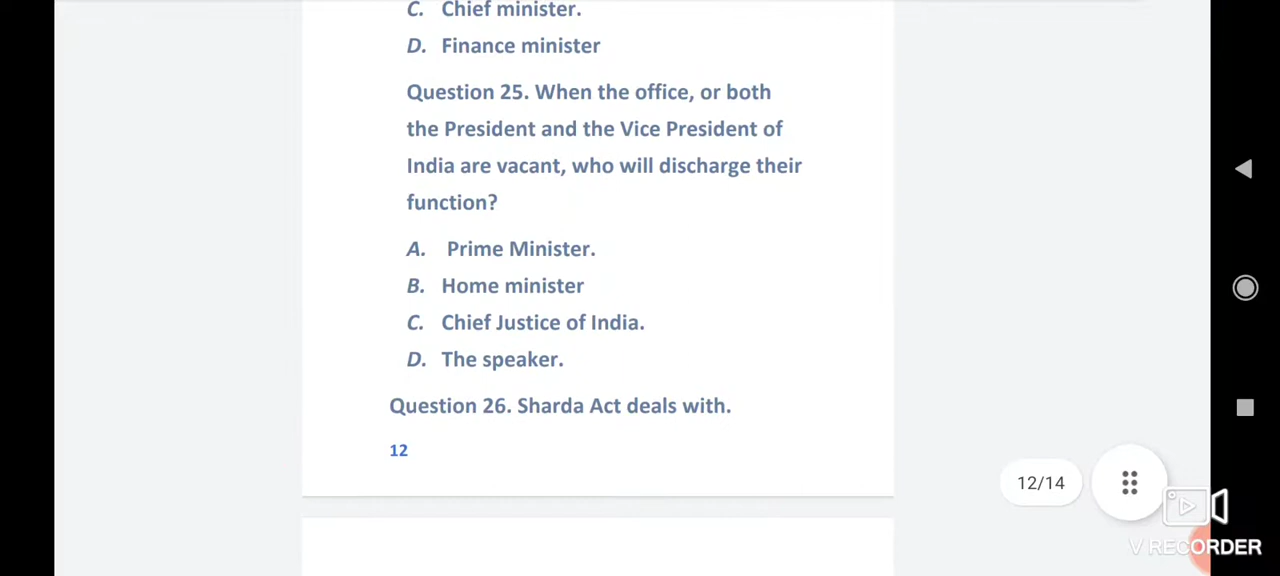 C. Chief minister.
D. Finance minister
Question 25. When the office, or both
the President and the Vice President of
India are vacant, who will discharge their
function?
A. Prime Minister.
B. Home minister
C. Chief Justice of India.
D. The speaker.
Question 26. Sharda Act deals with.
12
12/14
V RECORDER